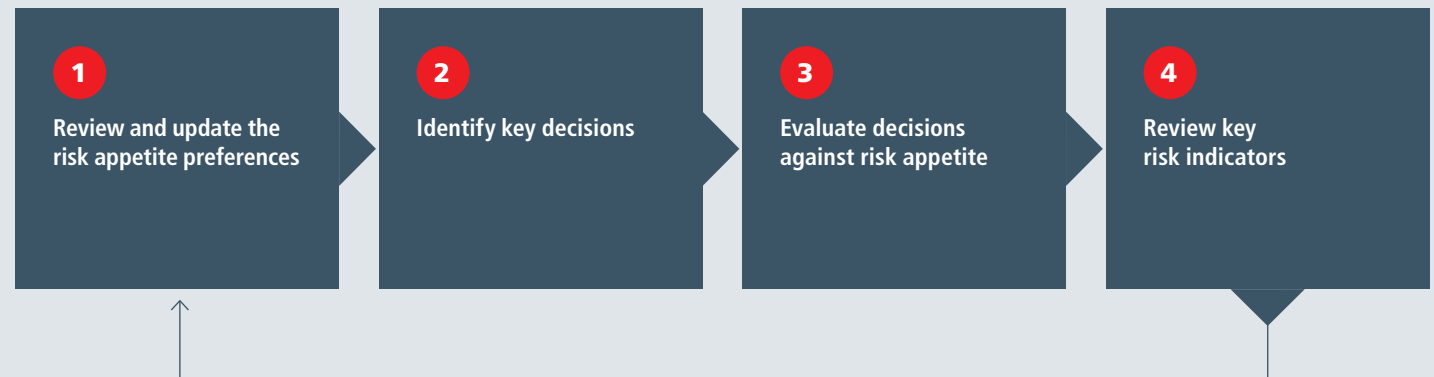 1
Review and update the
risk appetite preferences
2
Identify key decisions
3
Evaluate decisions
against risk appetite
4
Review key
risk indicators